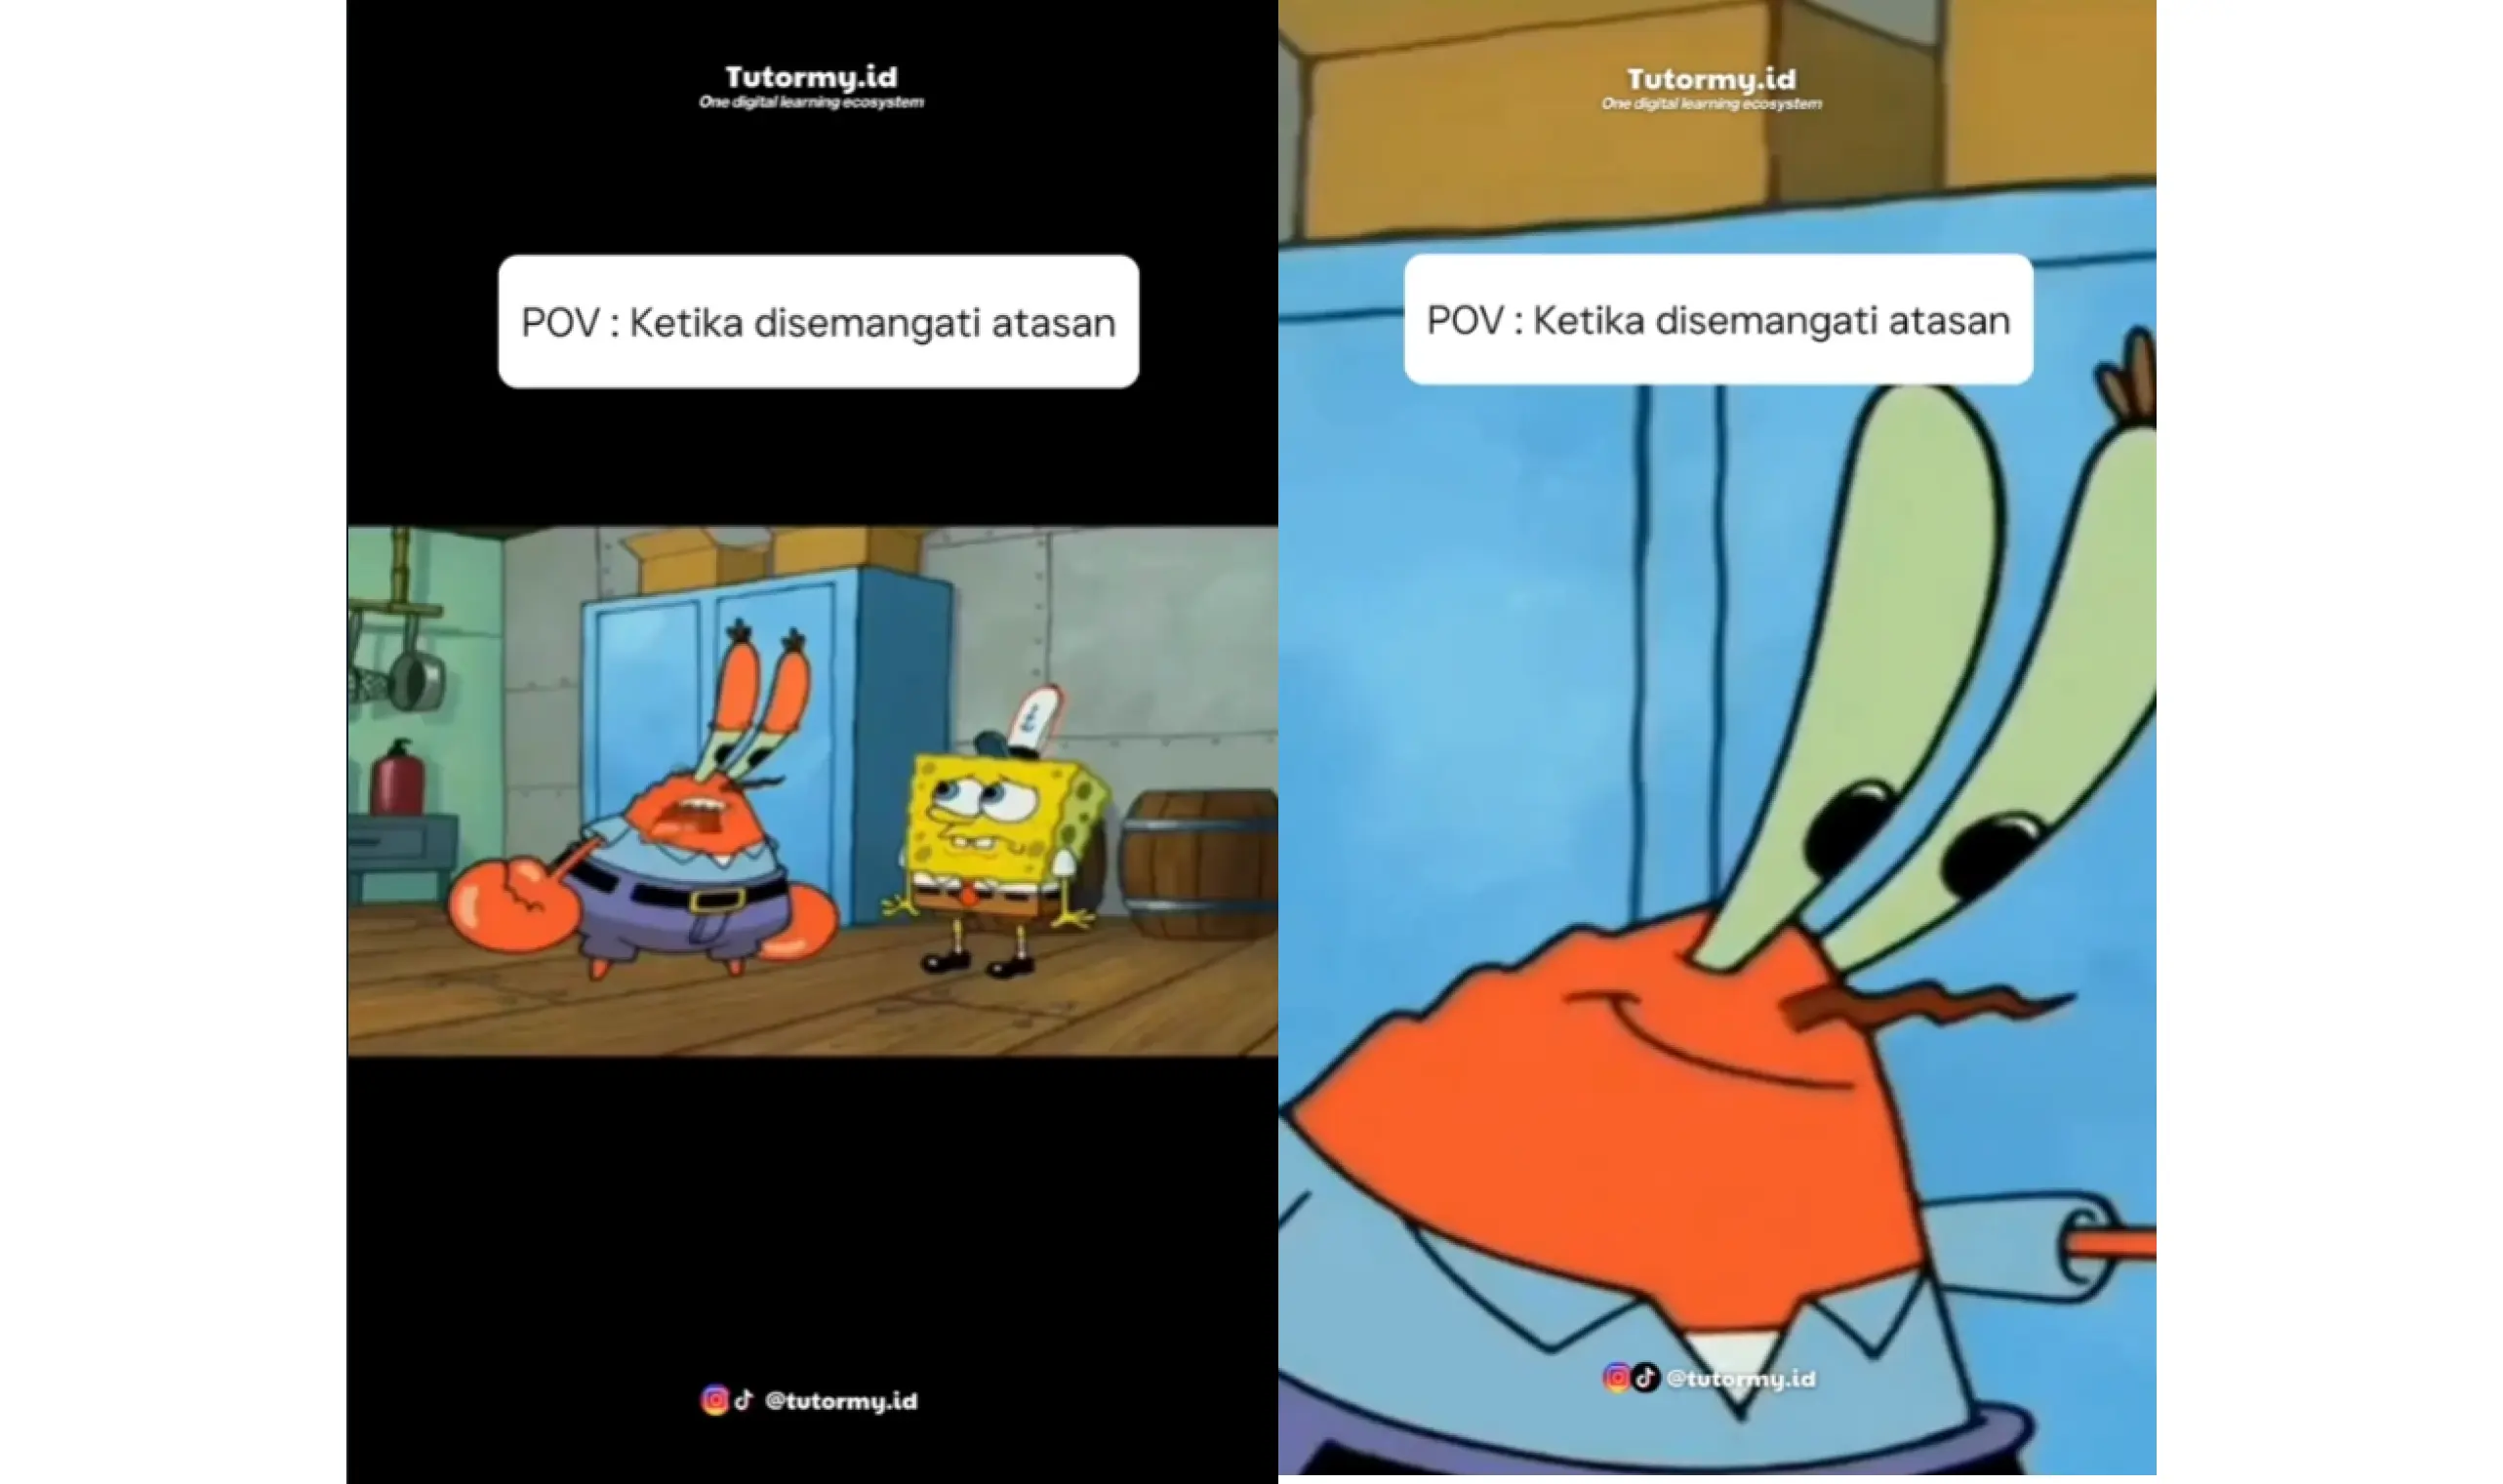 Tutormy.id
One digital learning ecosystem
POV : Ketika disemangati atasan
@tutormy.id
Tutormy.id
One digital learning ecosystem
POV : Ketika disemangati atasan
@tutormy.id